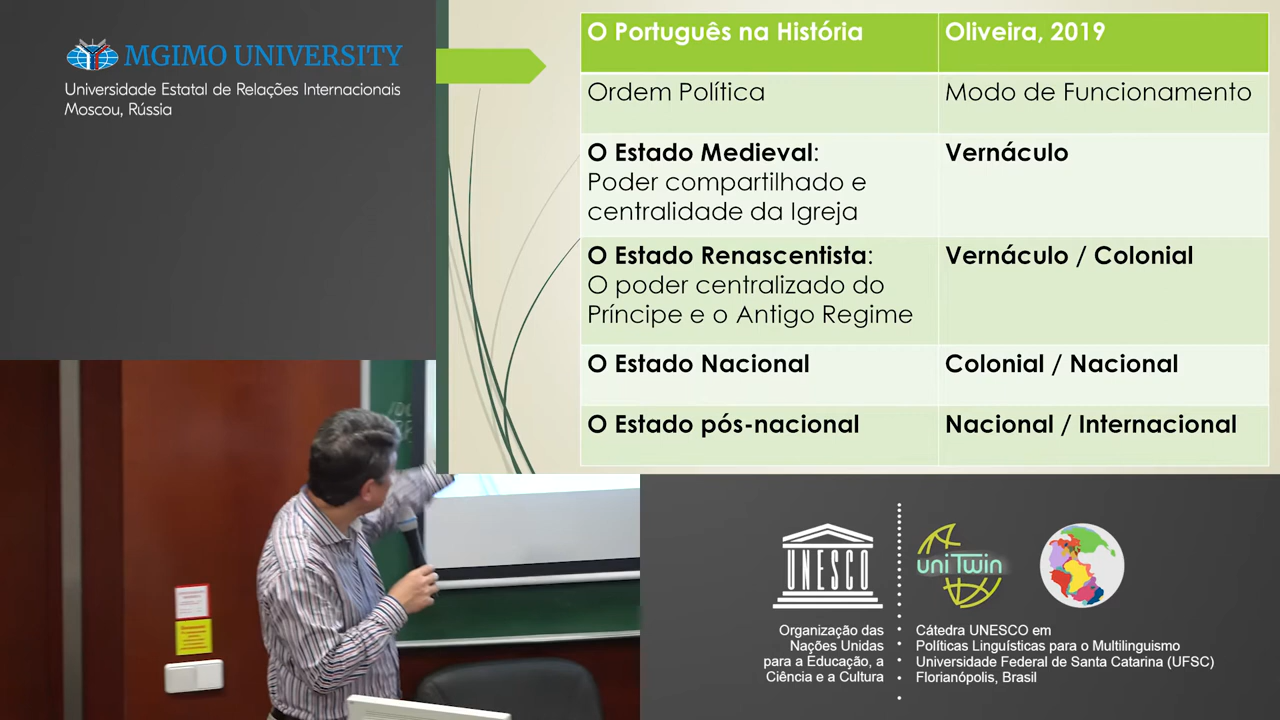 MGIMO UNIVERSITY
Universidade Estatal de Relações Internacionais
Moscou, Rússia
O Português na História
Oliveira, 2019
Ordem Política
Modo de Funcionamento
O Estado Medieval:
Poder compartilhado e
centralidade da Igreja
Vernáculo
O Estado Renascentista:
O poder centralizado do
Príncipe e o Antigo Regime
Vernáculo / Colonial
O Estado Nacional
Colonial / Nacional
O Estado pós-nacional
Nacional / Internacional
UNESCO
Organização das
Nações Unidas
para a Educação, a
Ciência e a Cultura
uniTwin
Cátedra UNESCO em
Políticas Linguísticas para o Multilinguismo
Universidade Federal de Santa Catarina (UFSC)
Florianópolis, Brasil